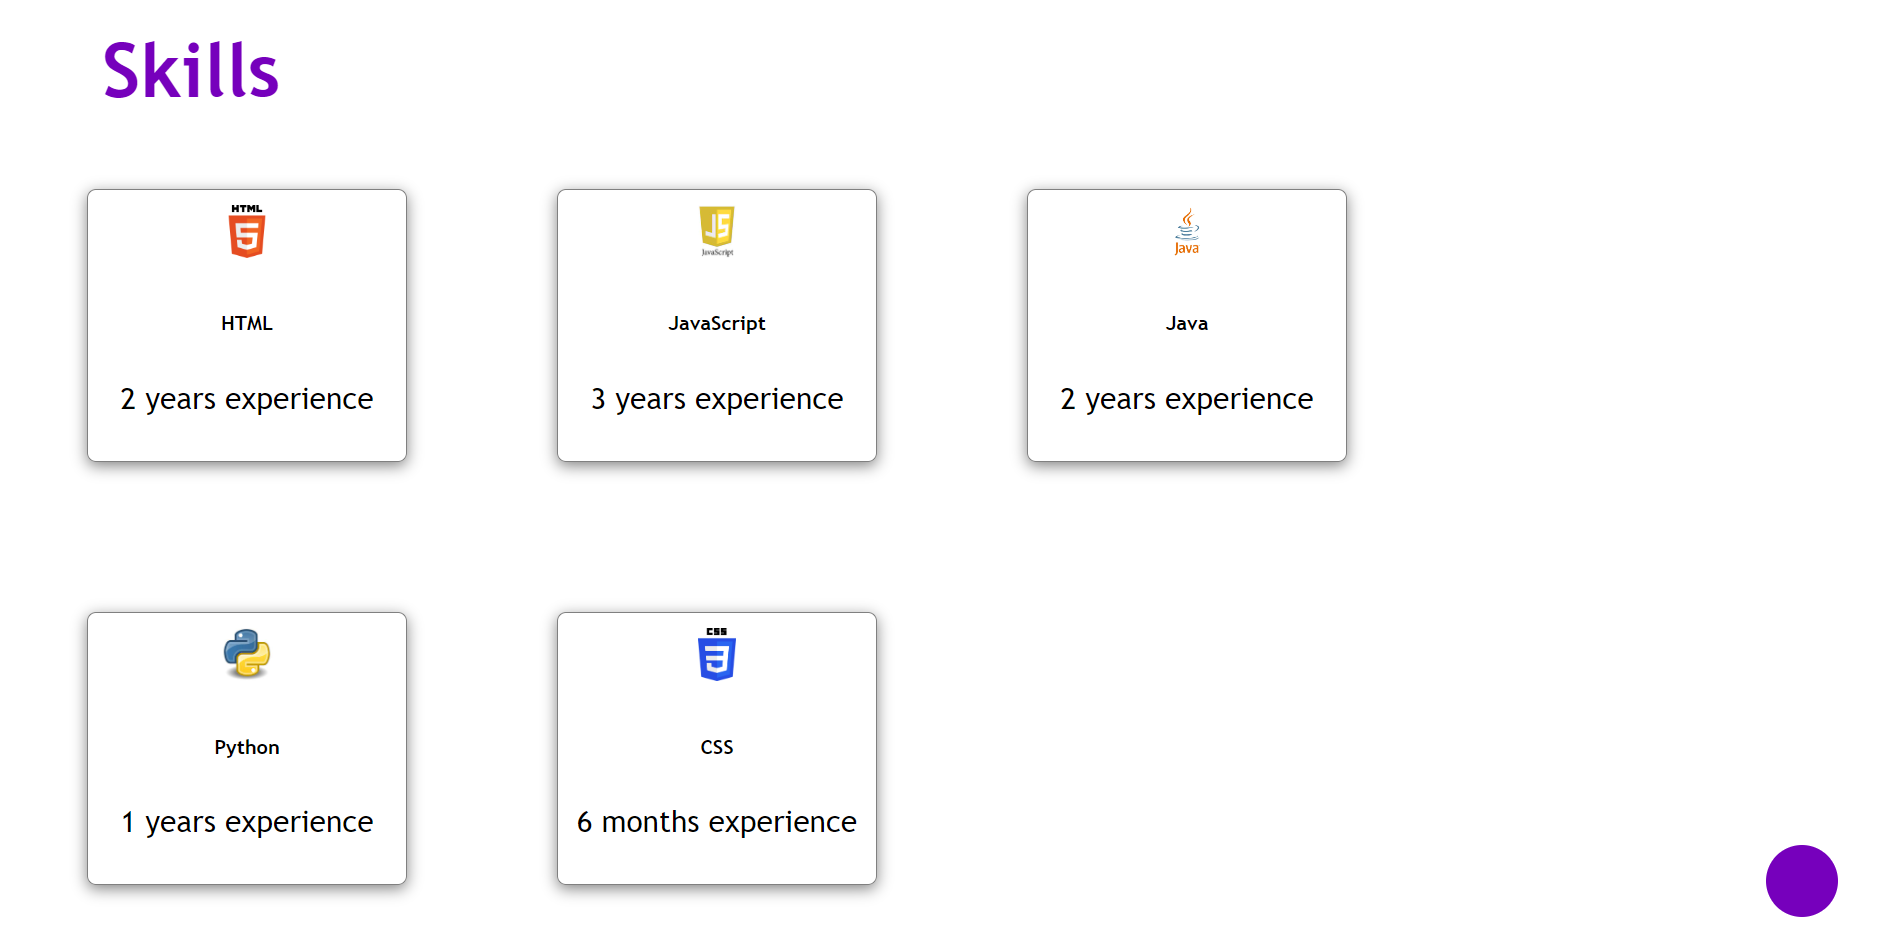 Skills
HTML
5
HTML
2 years experience
JS
JavaScript
JavaScript
3 years experience
Java
Java
2 years experience
Python
1 years experience
CSS
3
CSS
6 months experience